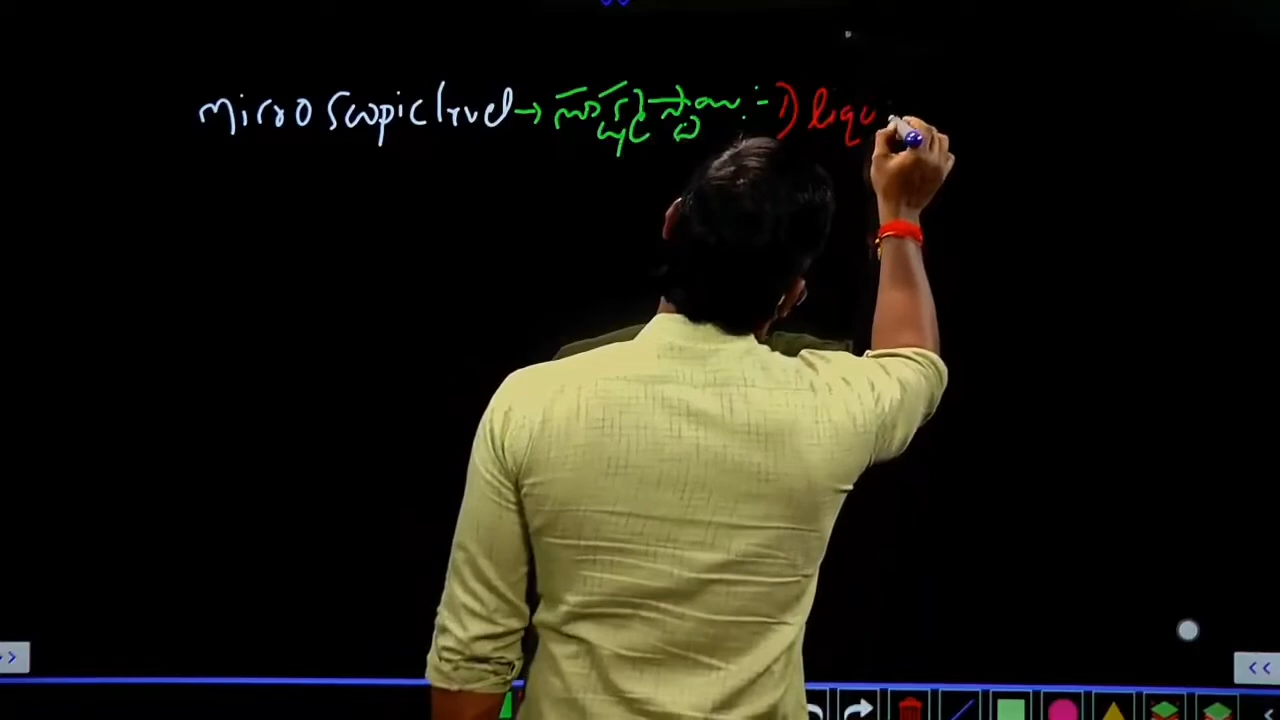 microscopic level → సూక్ష్మ స్థాయి :- 1) liqu